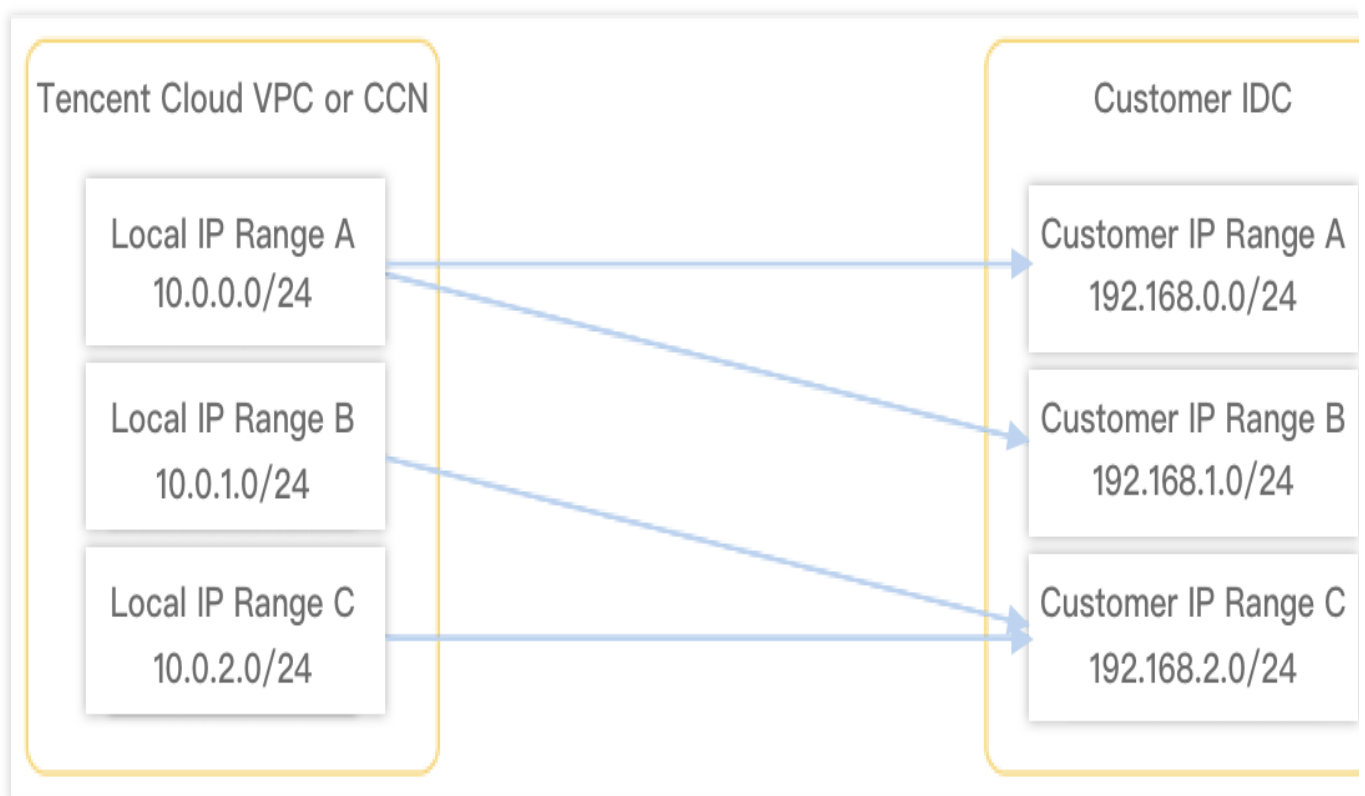 Tencent Cloud VPC or CCN
Local IP Range A
10.0.0.0/24
Local IP Range B
10.0.1.0/24
Local IP Range C
10.0.2.0/24
Customer IDC
Customer IP Range A
192.168.0.0/24
Customer IP Range B
192.168.1.0/24
Customer IP Range C
192.168.2.0/24